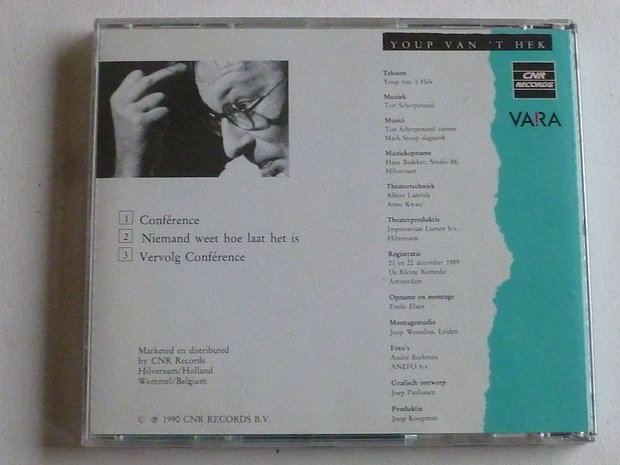 YOUP VAN 'T HEK
CNR
RECORDS
VARA
1 Conférence
2 Niemand weet hoe laat het is
3 Vervolg Conférence
Marketed en distributed
by CNR Records
Hilversum/Holland
Wemmel/Belgium
© ℗ 1990 CNR RECORDS B.V.
Teksten
Youp van 't Hek
Muziek
Ton Scherpenzeel
Musici
Ton Scherpenzeel toetsen
Mark Stoop slagwerk
Muziekopname
Hans Bedeker, Studio 88,
Hilversum
Theatertechniek
Albert Lantink
Anne Kwast
Theaterproduktie
Impresariaat Lumen b.v.
Hilversum
Registratie
21 en 22 december 1989
De Kleine Komedie
Amsterdam
Opname en montage
Emile Elsen
Montagestudio
Joop Wesselius, Leiden
Foto's
André Beekman
ANEFO b.v.
Grafisch ontwerp
Joep Paulussen
Produktie
Joop Koopman